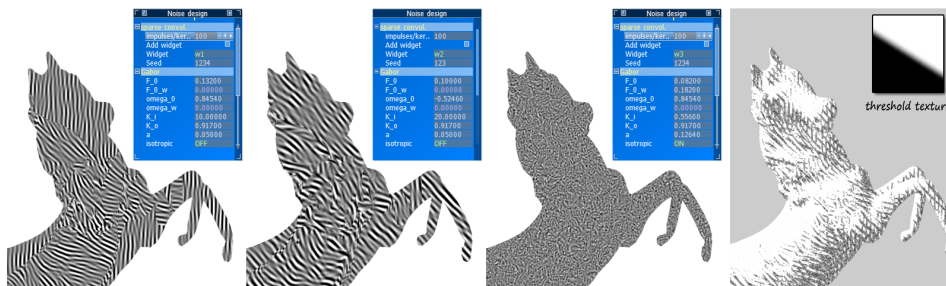 Noise design
sparse convol.
impulses/ker.. 100
Add widget
Widget w1
Seed 1234
Gabor
F_0 0.13200
F_0_w 0.00000
omega_0 0.84540
omega_w 0.00000
K_i 10.00000
K_o 0.91700
a 0.05000
isotropic OFF
Noise design
sparse convol.
impulses/ker.. 100
Add widget
Widget w2
Seed 123
Gabor
F_0 0.10000
F_0_w 0.00000
omega_0 -0.52460
omega_w 0.00000
K_i 20.00000
K_o 0.91700
a 0.05000
isotropic OFF
Noise design
sparse convol.
impulses/ker.. 100
Add widget
Widget w3
Seed 1234
Gabor
F_0 0.08200
F_0_w 0.18200
omega_0 0.84540
omega_w 0.00000
K_i 0.55600
K_o 0.91700
a 0.12640
isotropic ON
threshold texture